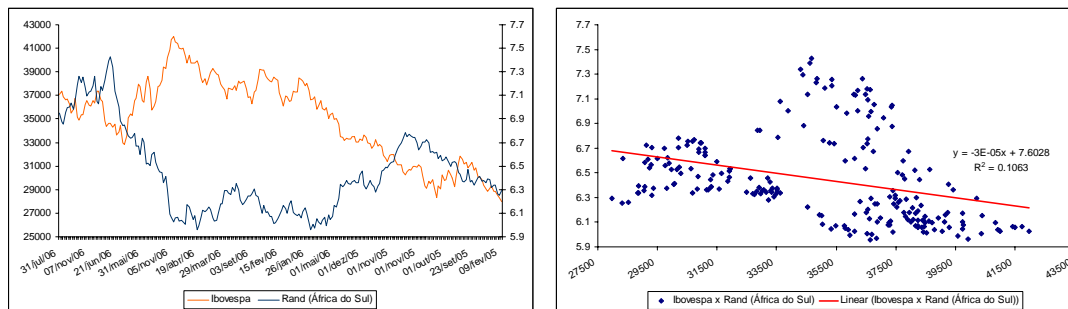 43000
41000
39000
37000
35000
33000
31000
29000
27000
25000
7.7
7.5
7.3
7.1
6.9
6.7
6.5
6.3
6.1
5.9
31/jul/06
07/nov/06
21/jun/06
31/mai/06
05/nov/06
19/abr/06
29/mar/06
03/set/06
15/fev/06
26/jan/06
01/mai/06
01/dez/05
01/nov/05
01/out/05
23/set/05
09/fev/05
Ibovespa
Rand (África do Sul)
7.7
7.5
7.3
7.1
6.9
6.7
6.5
6.3
6.1
5.9
y = -3E-05x + 7.6028
R² = 0.1063
27500
29500
31500
33500
35500
37500
39500
41500
43500
Ibovespa x Rand (África do Sul)
Linear (Ibovespa x Rand (África do Sul))